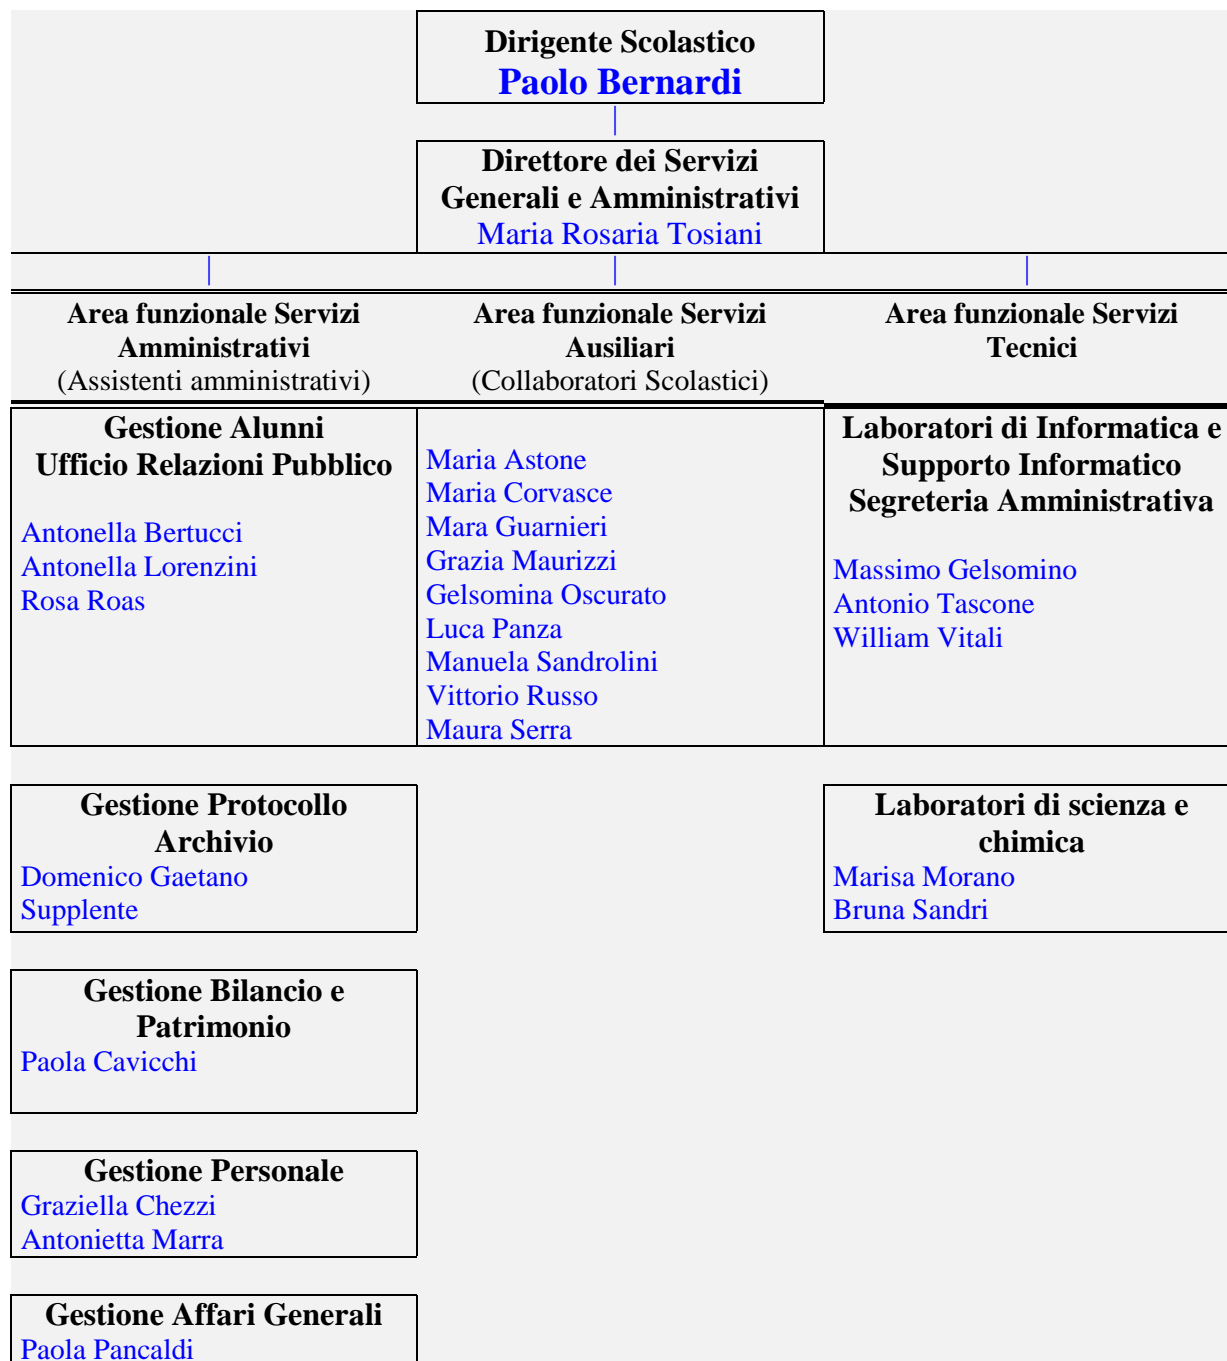 Dirigente Scolastico
Paolo Bernardi
Direttore dei Servizi
Generali e Amministrativi
Maria Rosaria Tosiani
Area funzionale Servizi
Amministrativi
(Assistenti amministrativi)
Area funzionale Servizi
Ausiliari
(Collaboratori Scolastici)
Area funzionale Servizi
Tecnici
Gestione Alunni
Ufficio Relazioni Pubblico
Antonella Bertucci
Antonella Lorenzini
Rosa Roas
Maria Astone
Maria Corvasce
Mara Guarnieri
Grazia Maurizzi
Gelsomina Oscurato
Luca Panza
Manuela Sandrolini
Vittorio Russo
Maura Serra
Laboratori di Informatica e
Supporto Informatico
Segreteria Amministrativa
Massimo Gelsomino
Antonio Tascone
William Vitali
Gestione Protocollo
Archivio
Domenico Gaetano
Supplente
Laboratori di scienza e
chimica
Marisa Morano
Bruna Sandri
Gestione Bilancio e
Patrimonio
Paola Cavicchi
Gestione Personale
Graziella Chezzi
Antonietta Marra
Gestione Affari Generali
Paola Pancaldi